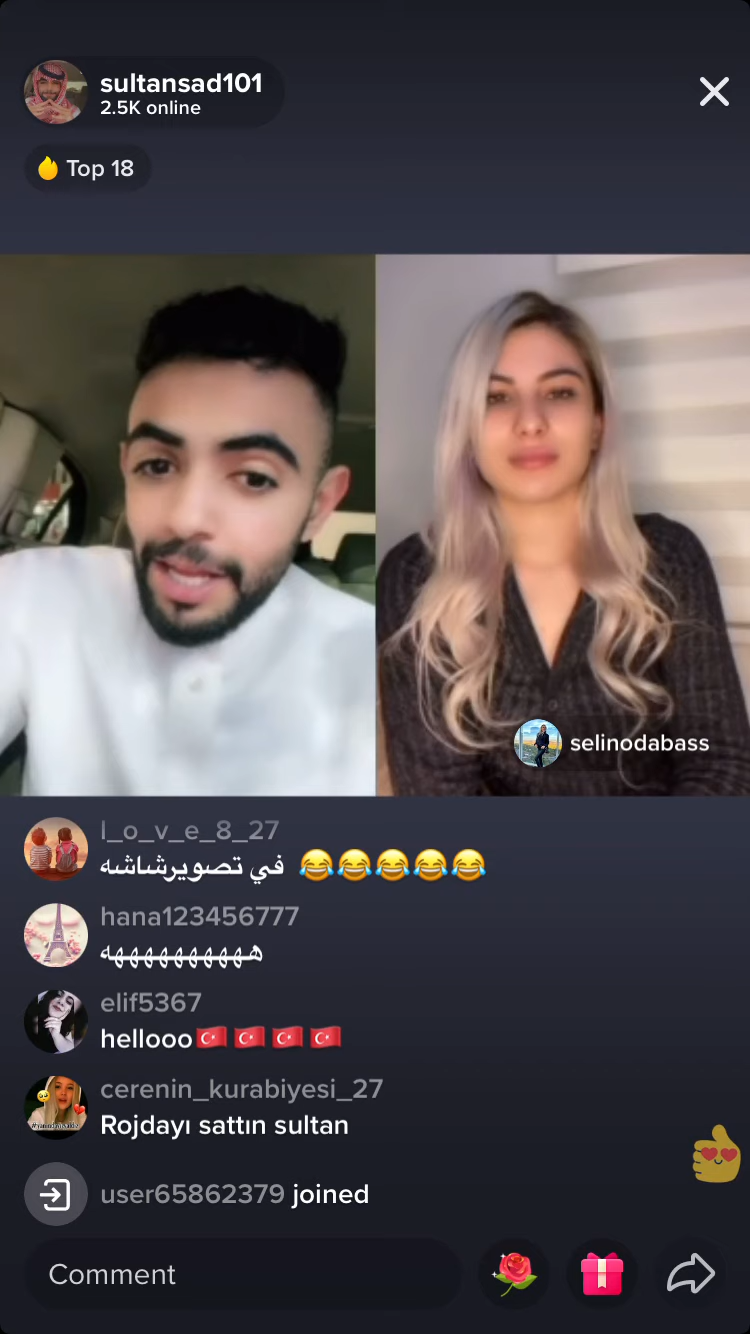 sultansad101
2.5K online
Top 18
selinodabass
l_o_v_e_8_27
في تصويرشاشه 😂😂😂😂😂
hana123456777
هههههههههههه
elif5367
hellooo🇹🇷🇹🇷🇹🇷🇹🇷
cerenin_kurabiyesi_27
Rojdayı sattın sultan
user65862379 joined
Comment